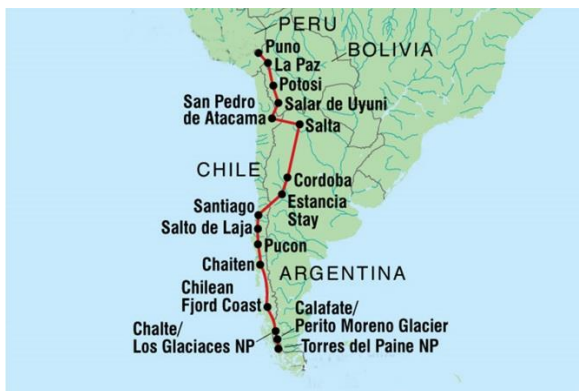 PERU
Puno
BOLIVIA
La Paz
Potosi
San Pedro
de Atacama
Salar de Uyuni
Salta
CHILE
Cordoba
Estancia
Stay
Santiago
Salto de Laja
Pucon
Chaiten
ARGENTINA
Chilean
Fjord Coast
Calafate/
Perito Moreno Glacier
Chalte/
Los Glaciaces NP
Torres del Paine NP